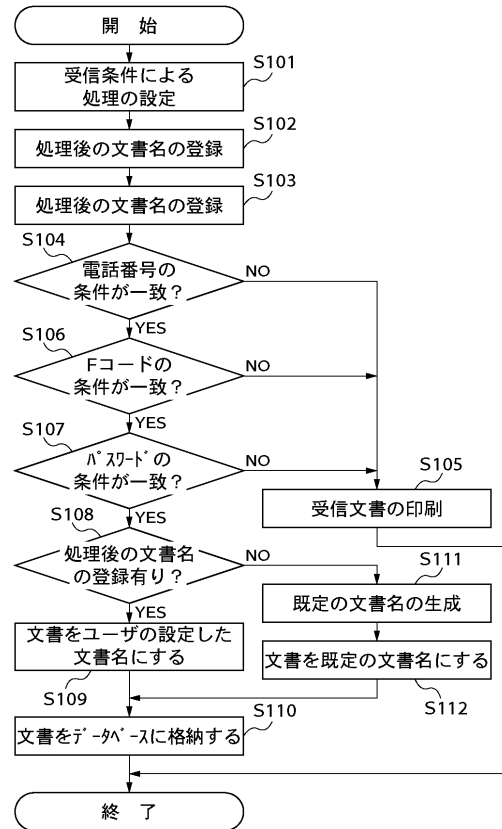 開 始
S101
受信条件による
処理の設定
S102
処理後の文書名の登録
S103
処理後の文書名の登録
S104
電話番号の
条件が一致？
NO
YES
S106
Fコードの
条件が一致？
NO
YES
S107
ﾊﾟｽﾜｰﾄﾞの
条件が一致？
NO
YES
S105
受信文書の印刷
S108
処理後の文書名
の登録有り？
NO
YES
S111
既定の文書名の生成
文書をユーザの設定した
文書名にする
S109
文書を既定の文書名にする
S112
S110
文書をﾃﾞｰﾀﾍﾞｰｽに格納する
終 了